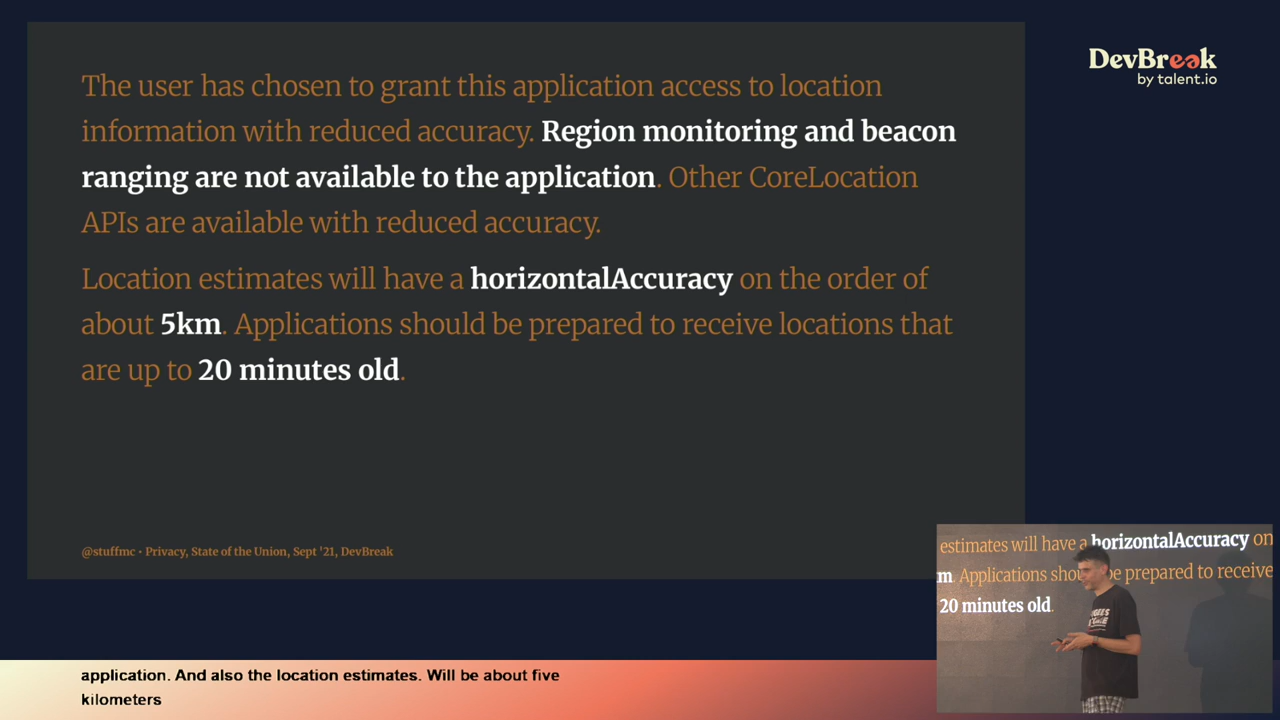 The user has chosen to grant this application access to location
information with reduced accuracy. Region monitoring and beacon
ranging are not available to the application. Other CoreLocation
APIs are available with reduced accuracy.
Location estimates will have a horizontalAccuracy on the order of
about 5km. Applications should be prepared to receive locations that
are up to 20 minutes old.
@stuffmc • Privacy, State of the Union, Sept '21, DevBreak
DevBreak
by talent.io
estimates will have a horizontalAccuracy on
m. Applications be prepared to receive
20 minutes old.
application. And also the location estimates. Will be about five
kilometers